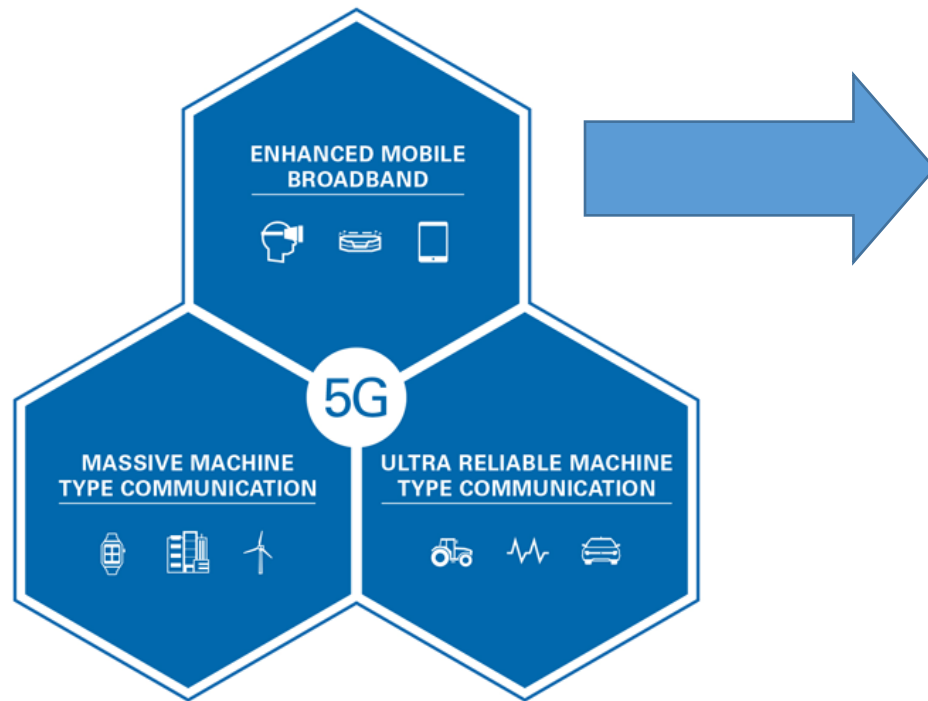 ENHANCED MOBILE
BROADBAND
5G
MASSIVE MACHINE
TYPE COMMUNICATION
ULTRA RELIABLE MACHINE
TYPE COMMUNICATION